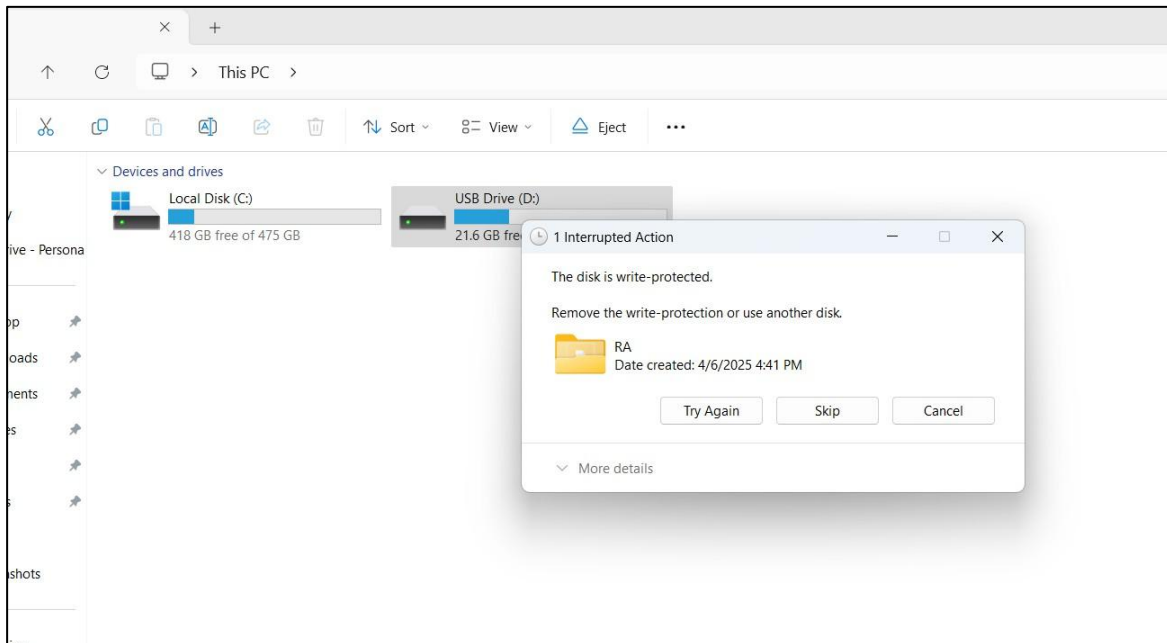 This PC
Sort
View
Eject
Devices and drives
Local Disk (C:)
418 GB free of 475 GB
USB Drive (D:)
21.6 GB fre
1 Interrupted Action
The disk is write-protected.
Remove the write-protection or use another disk.
RA
Date created: 4/6/2025 4:41 PM
Try Again
Skip
Cancel
More details
y
ive - Persona
op
oads
ments
es
s
shots